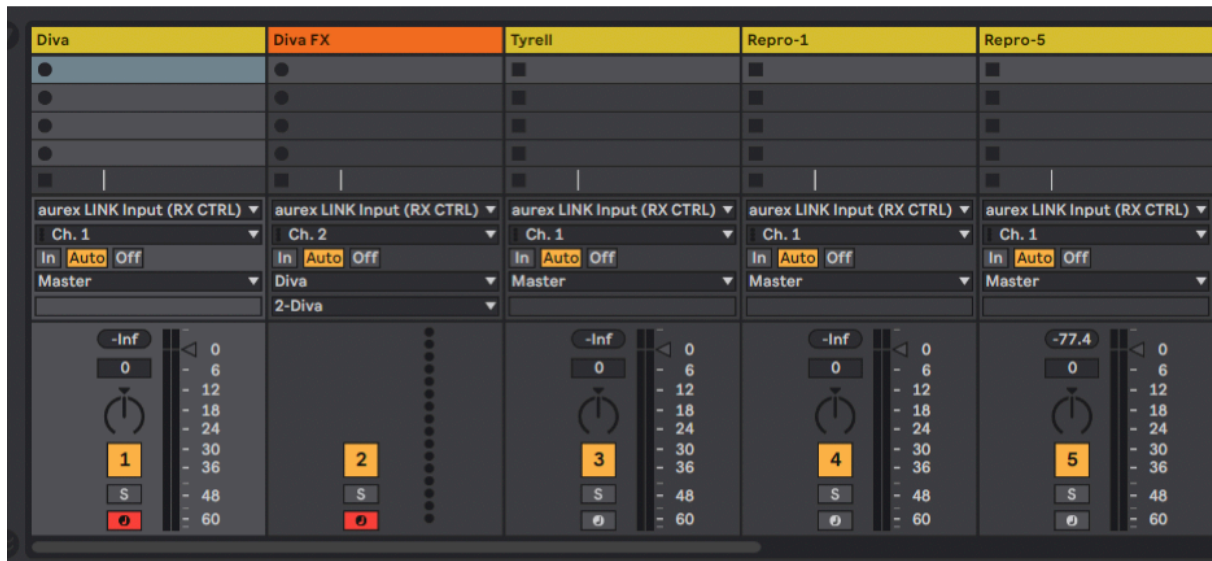 Diva Diva FX Tyrell Repro-1 Repro-5
aurex LINK Input (RX CTRL) aurex LINK Input (RX CTRL) aurex LINK Input (RX CTRL) aurex LINK Input (RX CTRL) aurex LINK Input (RX CTRL)
Ch. 1 Ch. 2 Ch. 1 Ch. 1 Ch. 1
In Auto Off In Auto Off In Auto Off In Auto Off In Auto Off
Master Diva Master Master Master
2-Diva
-Inf -Inf -Inf -77.4
0 0 0 0
0 6 0 6 0 6 0 6
12 12 12 12
18 18 18 18
24 24 24 24
30 30 30 30
1 2 3 4 5
36 36 36 36
S 48 S S 48 S 48 S 48
60 60 60 60